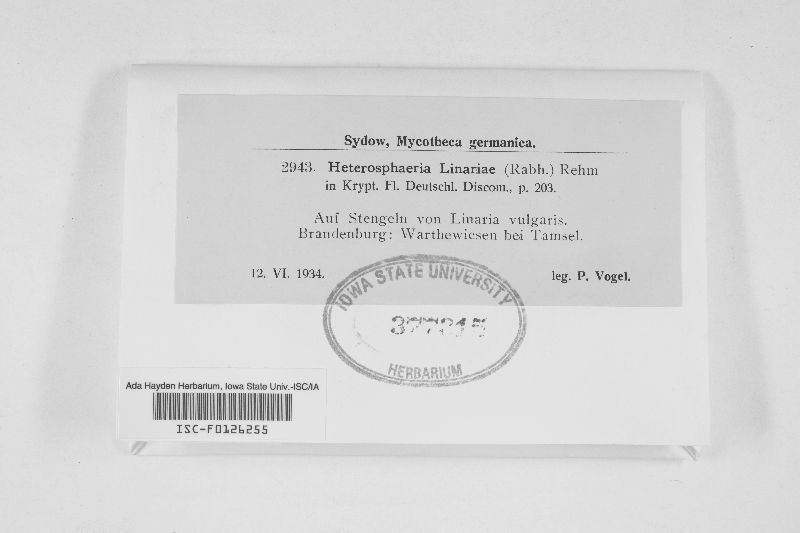 Sydow, Mycotheca germanica.
2943. Heterosphaeria Linariae (Rabh.) Rehm
in Krypt. Fl. Deutschl. Discom., p. 203.
Auf Stengeln von Linaria vulgaris.
Brandenburg: Warthewiesen bei Tamsel.
12. VI. 1934. leg. P. Vogel.
IOWA STATE UNIVERSITY
HERBARIUM
Ada Hayden Herbarium, Iowa State Univ.-ISC/IA
ISC-F0126255